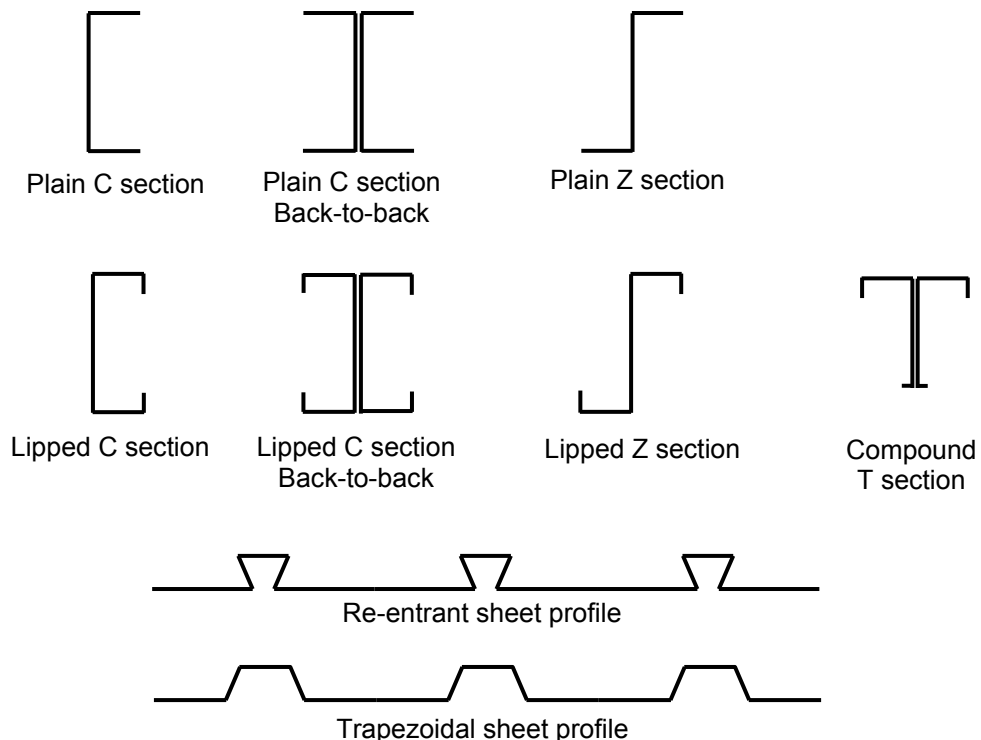 Plain C section
Plain C section
Back-to-back
Plain Z section
Lipped C section
Lipped C section
Back-to-back
Lipped Z section
Compound
T section
Re-entrant sheet profile
Trapezoidal sheet profile